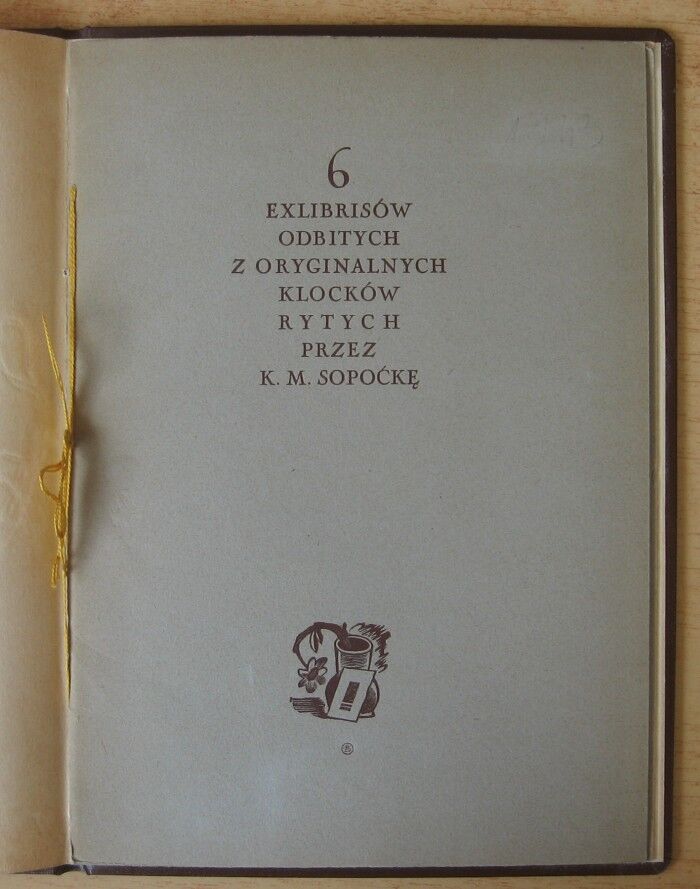 6
EXLIBRISÓW
ODBITYCH
Z ORYGINALNYCH
KLOCKÓW
RYTYCH
PRZEZ
K. M. SOPOĆKĘ